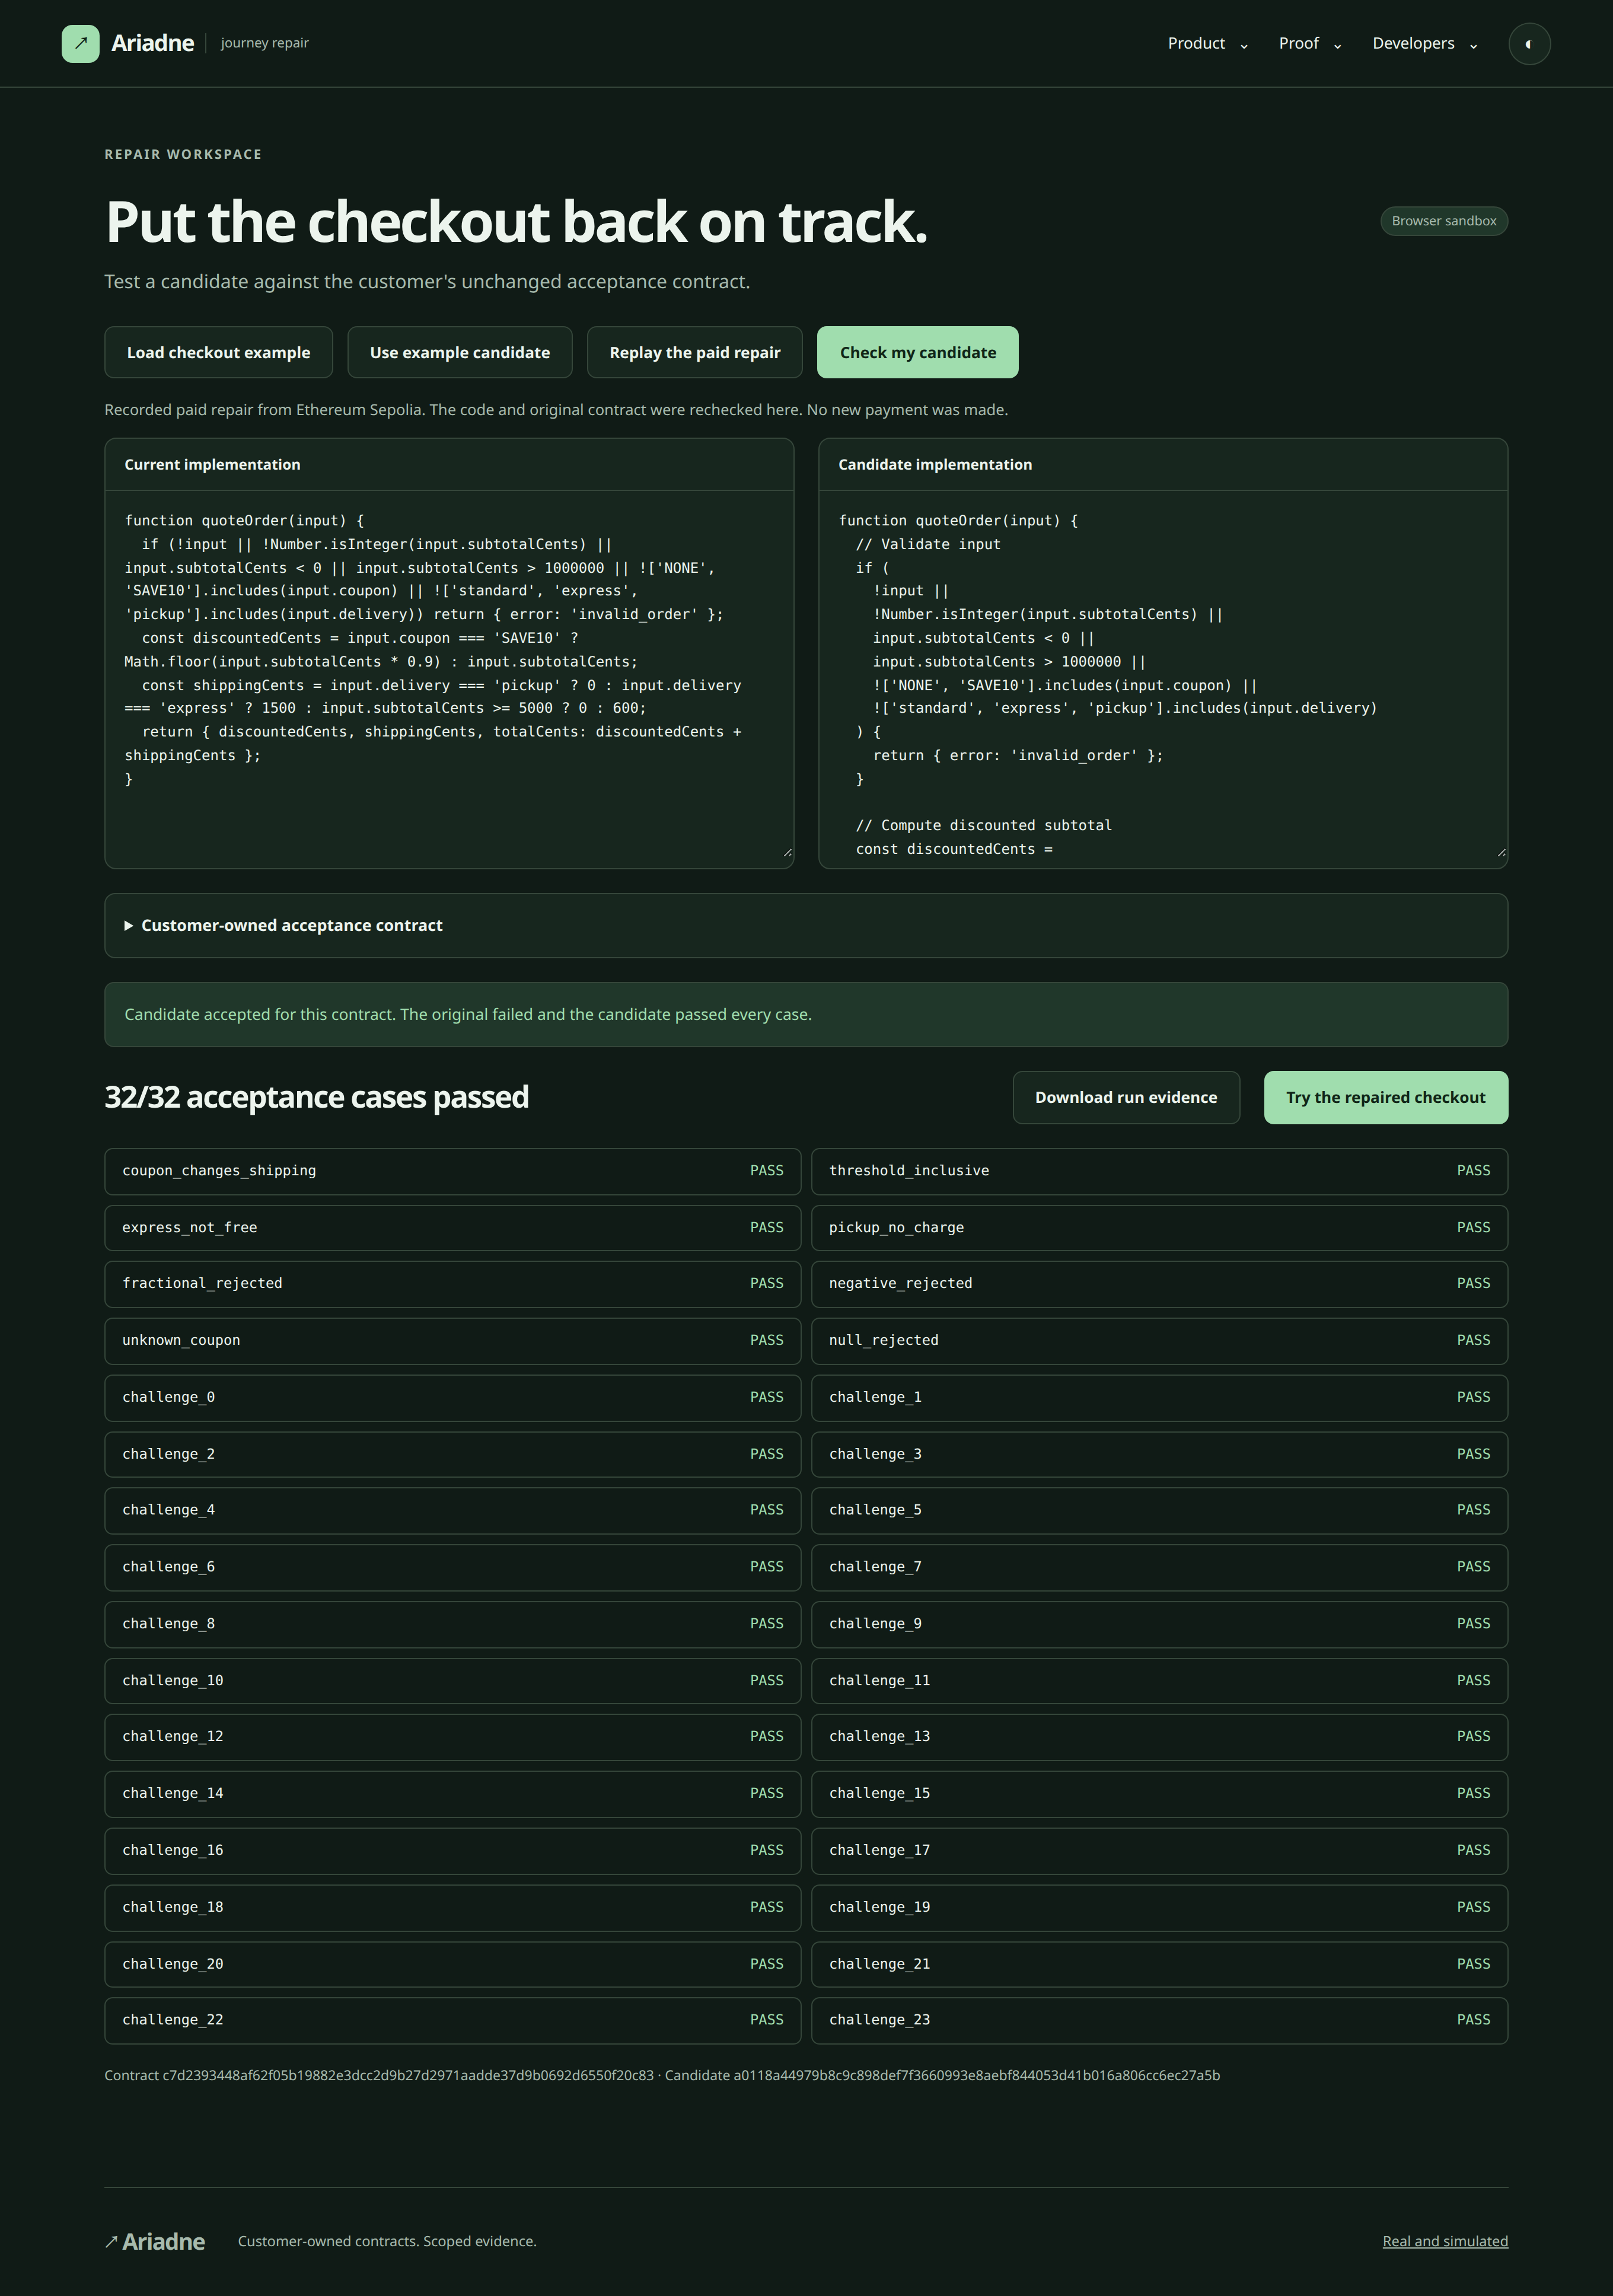 Ariadne
journey repair
Product
Proof
Developers
REPAIR WORKSPACE
Put the checkout back on track.
Browser sandbox
Test a candidate against the customer's unchanged acceptance contract.
Load checkout example
Use example candidate
Replay the paid repair
Check my candidate
Recorded paid repair from Ethereum Sepolia. The code and original contract were rechecked here. No new payment was made.
Current implementation
function quoteOrder(input) {
  if (!input || !Number.isInteger(input.subtotalCents) ||
input.subtotalCents < 0 || input.subtotalCents > 1000000 || !['NONE',
'SAVE10'].includes(input.coupon) || !['standard', 'express',
'pickup'].includes(input.delivery)) return { error: 'invalid_order' };
  const discountedCents = input.coupon === 'SAVE10' ?
Math.floor(input.subtotalCents * 0.9) : input.subtotalCents;
  const shippingCents = input.delivery === 'pickup' ? 0 : input.delivery
=== 'express' ? 1500 : input.subtotalCents >= 5000 ? 0 : 600;
  return { discountedCents, shippingCents, totalCents: discountedCents +
shippingCents };
}
Candidate implementation
function quoteOrder(input) {
  // Validate input
  if (
    !input ||
    !Number.isInteger(input.subtotalCents) ||
    input.subtotalCents < 0 ||
    input.subtotalCents > 1000000 ||
    !['NONE', 'SAVE10'].includes(input.coupon) ||
    !['standard', 'express', 'pickup'].includes(input.delivery)
  ) {
    return { error: 'invalid_order' };
  }
  // Compute discounted subtotal
  const discountedCents =
Customer-owned acceptance contract
Candidate accepted for this contract. The original failed and the candidate passed every case.
32/32 acceptance cases passed
Download run evidence
Try the repaired checkout
coupon_changes_shipping PASS
threshold_inclusive PASS
express_not_free PASS
pickup_no_charge PASS
fractional_rejected PASS
negative_rejected PASS
unknown_coupon PASS
null_rejected PASS
challenge_0 PASS
challenge_1 PASS
challenge_2 PASS
challenge_3 PASS
challenge_4 PASS
challenge_5 PASS
challenge_6 PASS
challenge_7 PASS
challenge_8 PASS
challenge_9 PASS
challenge_10 PASS
challenge_11 PASS
challenge_12 PASS
challenge_13 PASS
challenge_14 PASS
challenge_15 PASS
challenge_16 PASS
challenge_17 PASS
challenge_18 PASS
challenge_19 PASS
challenge_20 PASS
challenge_21 PASS
challenge_22 PASS
challenge_23 PASS
Contract c7d2393448af62f05b19882e3dcc2d9b27d2971aadde37d9b0692d6550f20c83 · Candidate a0118a44979b8c9c898def7f3660993e8aebf844053d41b016a806cc6ec27a5b
Ariadne
Customer-owned contracts. Scoped evidence.
Real and simulated